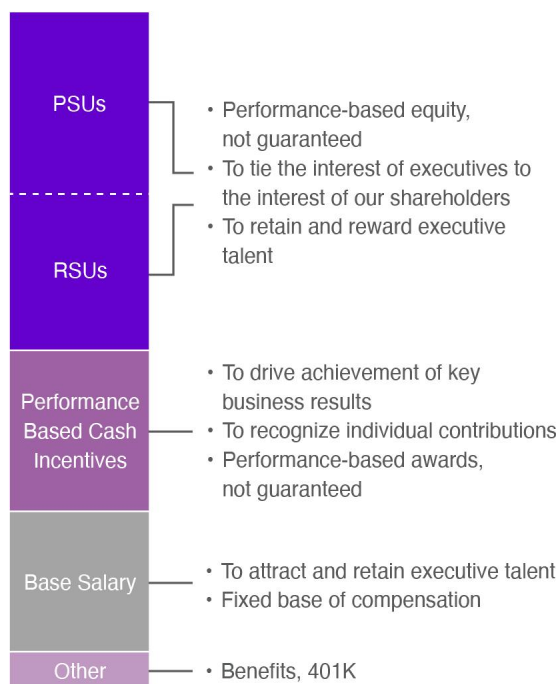 PSUs
• Performance-based equity,
not guaranteed
• To tie the interest of executives to
the interest of our shareholders
• To retain and reward executive
talent
RSUs
Performance
Based Cash
Incentives
• To drive achievement of key
business results
• To recognize individual contributions
• Performance-based awards,
not guaranteed
Base Salary
• To attract and retain executive talent
• Fixed base of compensation
Other
• Benefits, 401K